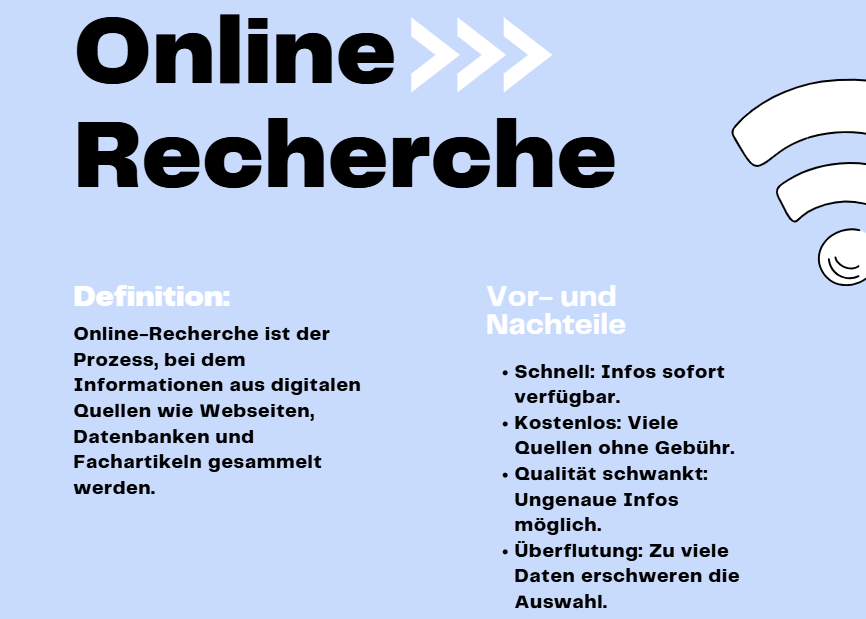 Online
Recherche
Definition:
Online-Recherche ist der
Prozess, bei dem
Informationen aus digitalen
Quellen wie Webseiten,
Datenbanken und
Fachartikeln gesammelt
werden.
Vor- und
Nachteile
• Schnell: Infos sofort
verfügbar.
• Kostenlos: Viele
Quellen ohne Gebühr.
• Qualität schwankt:
Ungenaue Infos
möglich.
• Überflutung: Zu viele
Daten erschweren die
Auswahl.